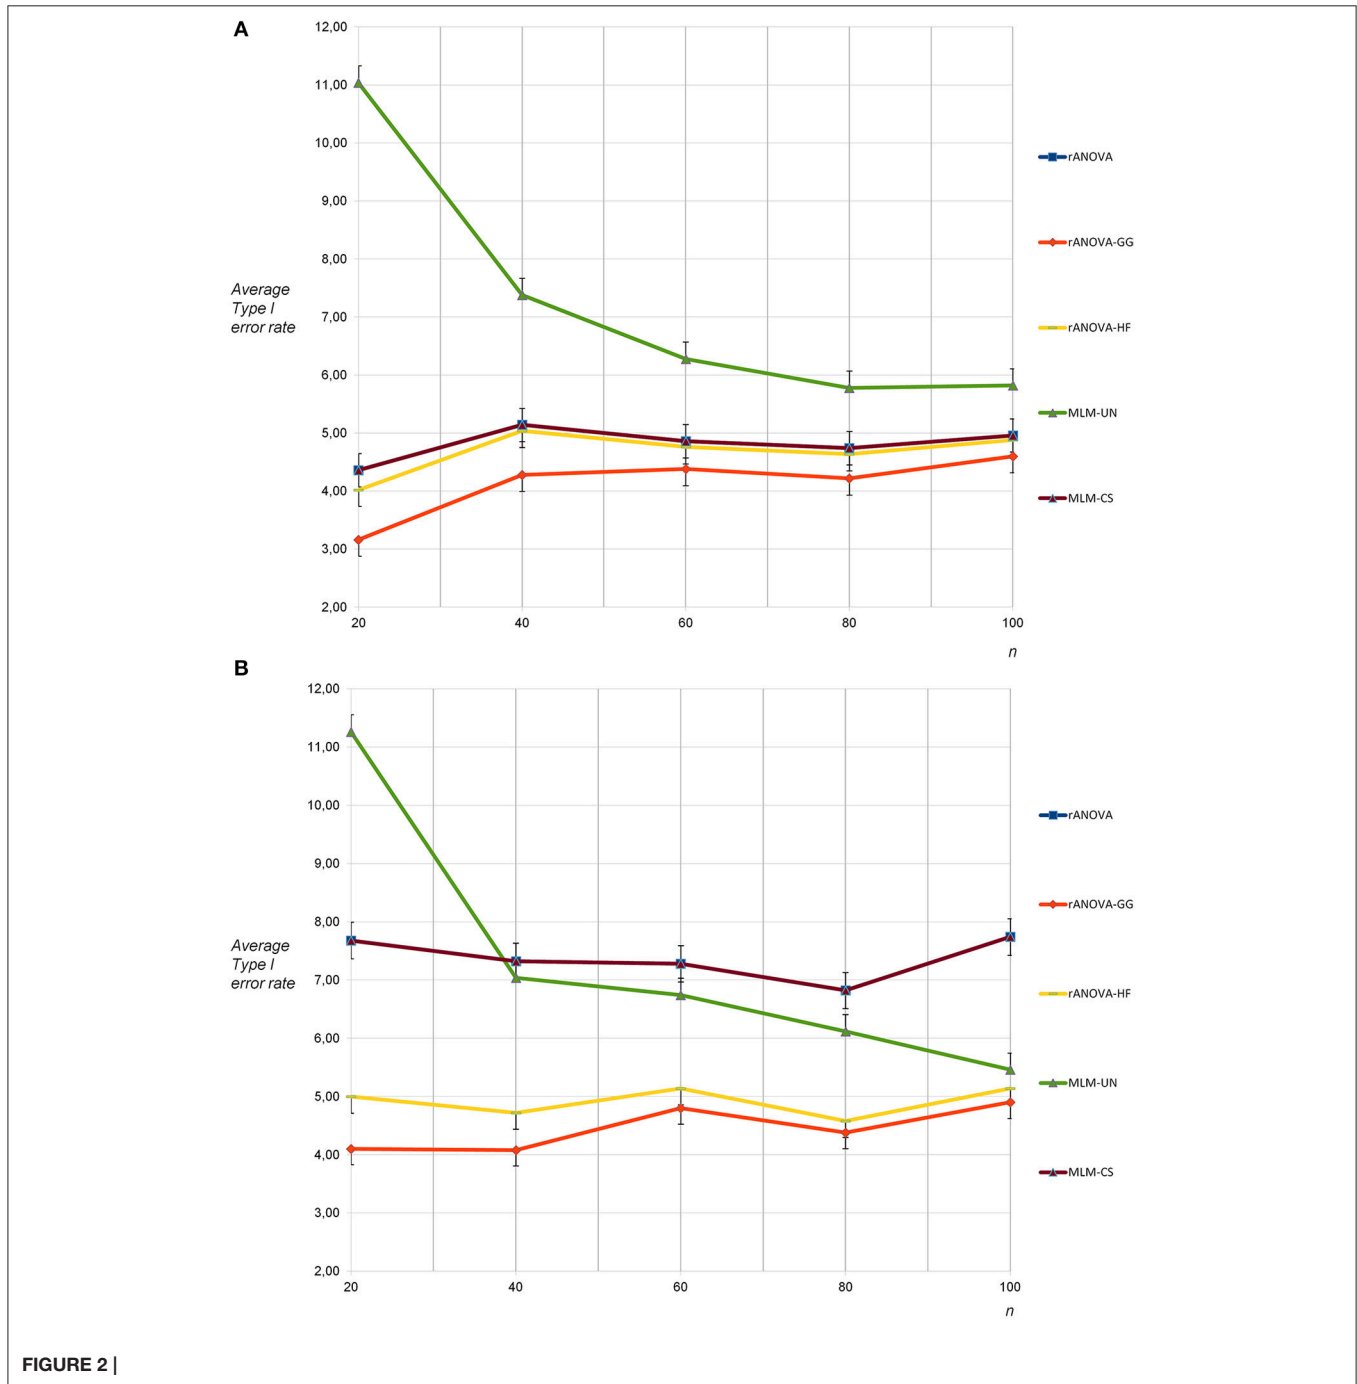 A
12,00
11,00
10,00
9,00
8,00
7,00
6,00
5,00
4,00
3,00
2,00
Average
Type I
error rate
20
40
60
80
100
n
rANOVA
rANOVA-GG
rANOVA-HF
MLM-UN
MLM-CS
B
12,00
11,00
10,00
9,00
8,00
7,00
6,00
5,00
4,00
3,00
2,00
Average
Type I
error rate
20
40
60
80
100
n
rANOVA
rANOVA-GG
rANOVA-HF
MLM-UN
MLM-CS
FIGURE 2 |